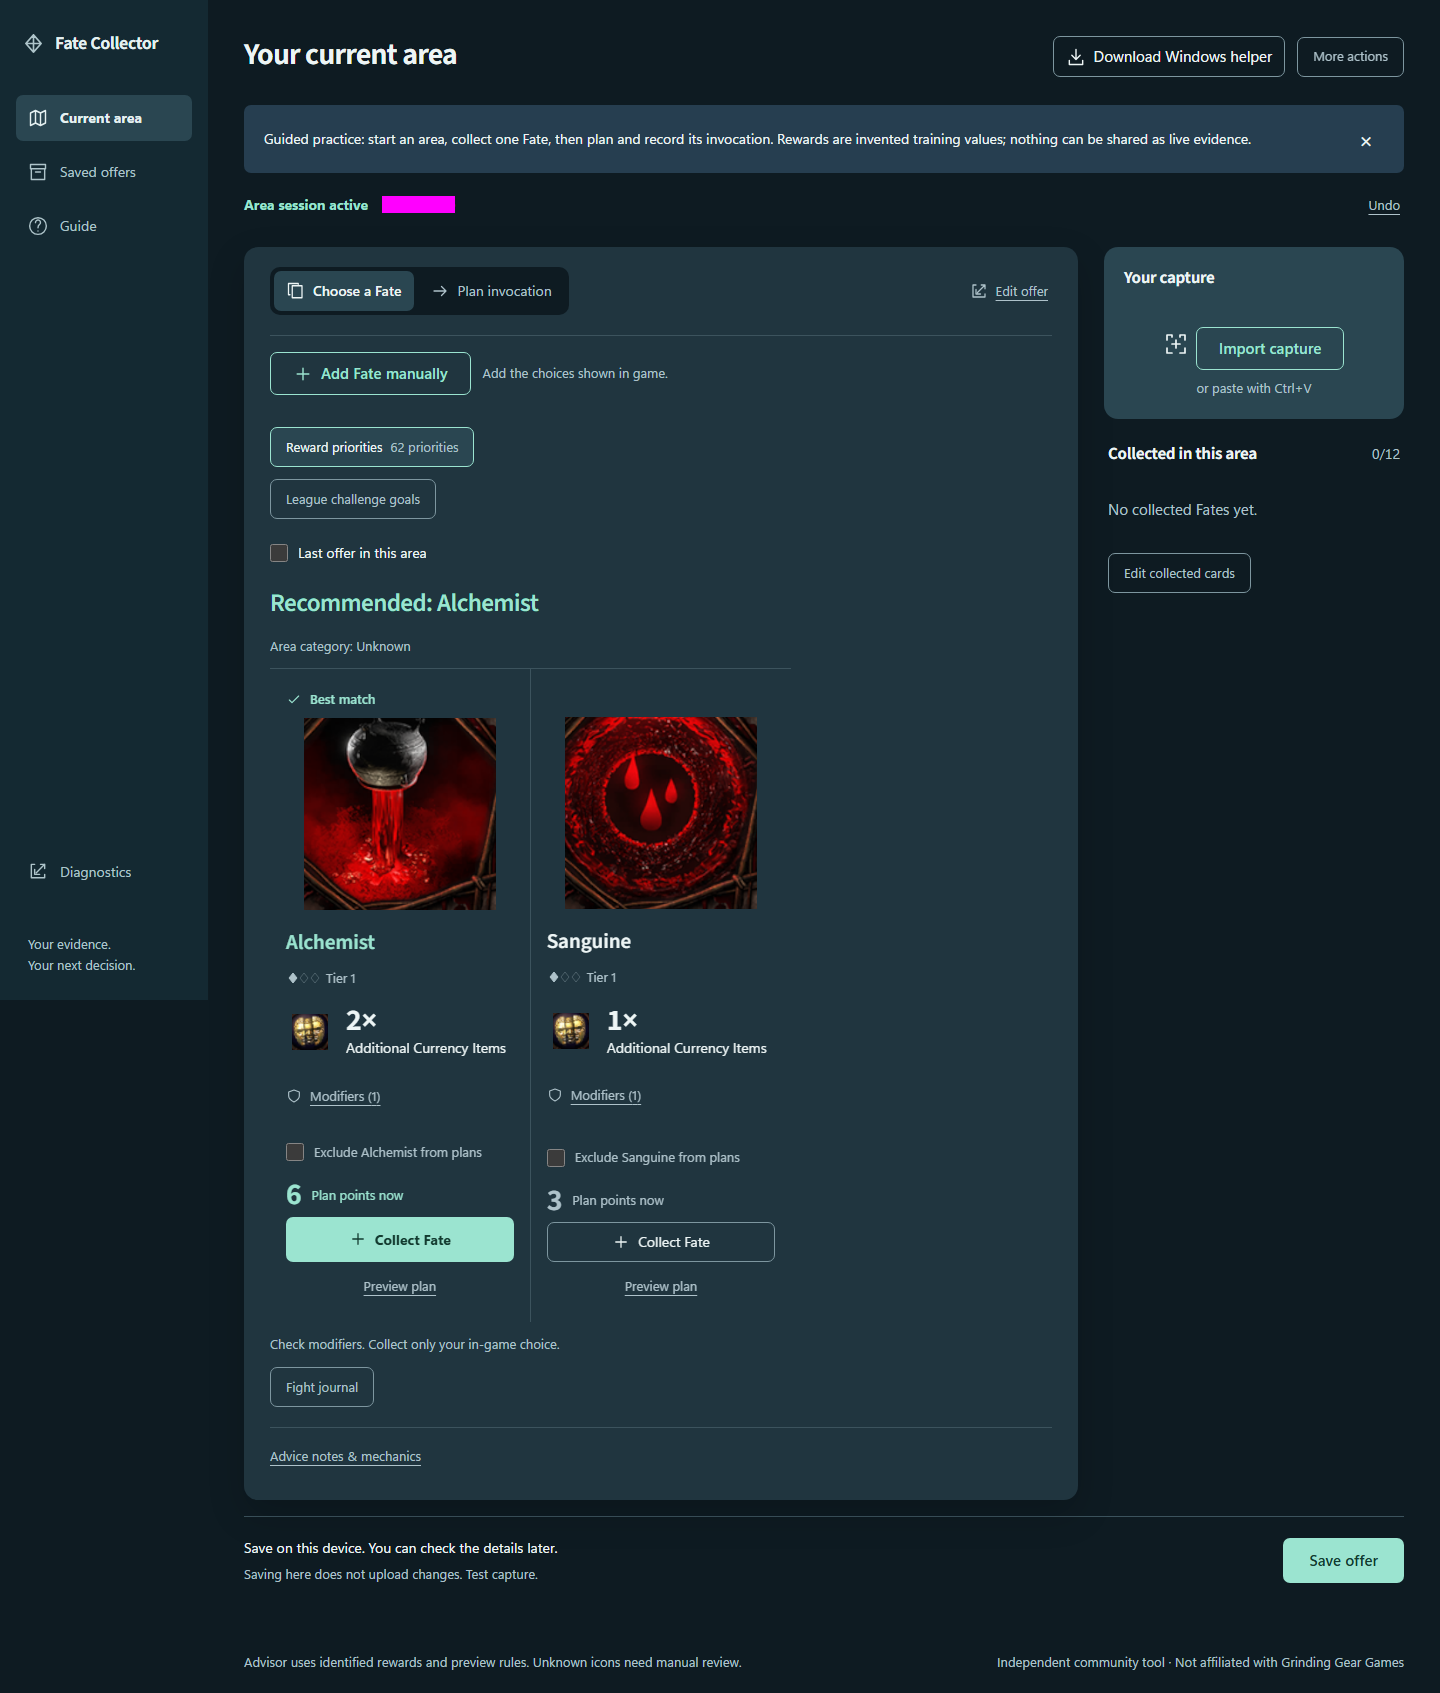 Fate Collector
Current area
Saved offers
Guide
Diagnostics
Your evidence.
Your next decision.
Your current area
Download Windows helper
More actions
Guided practice: start an area, collect one Fate, then plan and record its invocation. Rewards are invented training values; nothing can be shared as live evidence.
Area session active
Undo
Choose a Fate
Plan invocation
Edit offer
Add Fate manually
Add the choices shown in game.
Reward priorities 62 priorities
League challenge goals
Last offer in this area
Recommended: Alchemist
Area category: Unknown
Best match
Alchemist
Tier 1
2×
Additional Currency Items
Modifiers (1)
Exclude Alchemist from plans
6 Plan points now
Collect Fate
Preview plan
Sanguine
Tier 1
1×
Additional Currency Items
Modifiers (1)
Exclude Sanguine from plans
3 Plan points now
Collect Fate
Preview plan
Check modifiers. Collect only your in-game choice.
Fight journal
Advice notes & mechanics
Your capture
Import capture
or paste with Ctrl+V
Collected in this area 0/12
No collected Fates yet.
Edit collected cards
Save on this device. You can check the details later.
Saving here does not upload changes. Test capture.
Save offer
Advisor uses identified rewards and preview rules. Unknown icons need manual review.
Independent community tool · Not affiliated with Grinding Gear Games